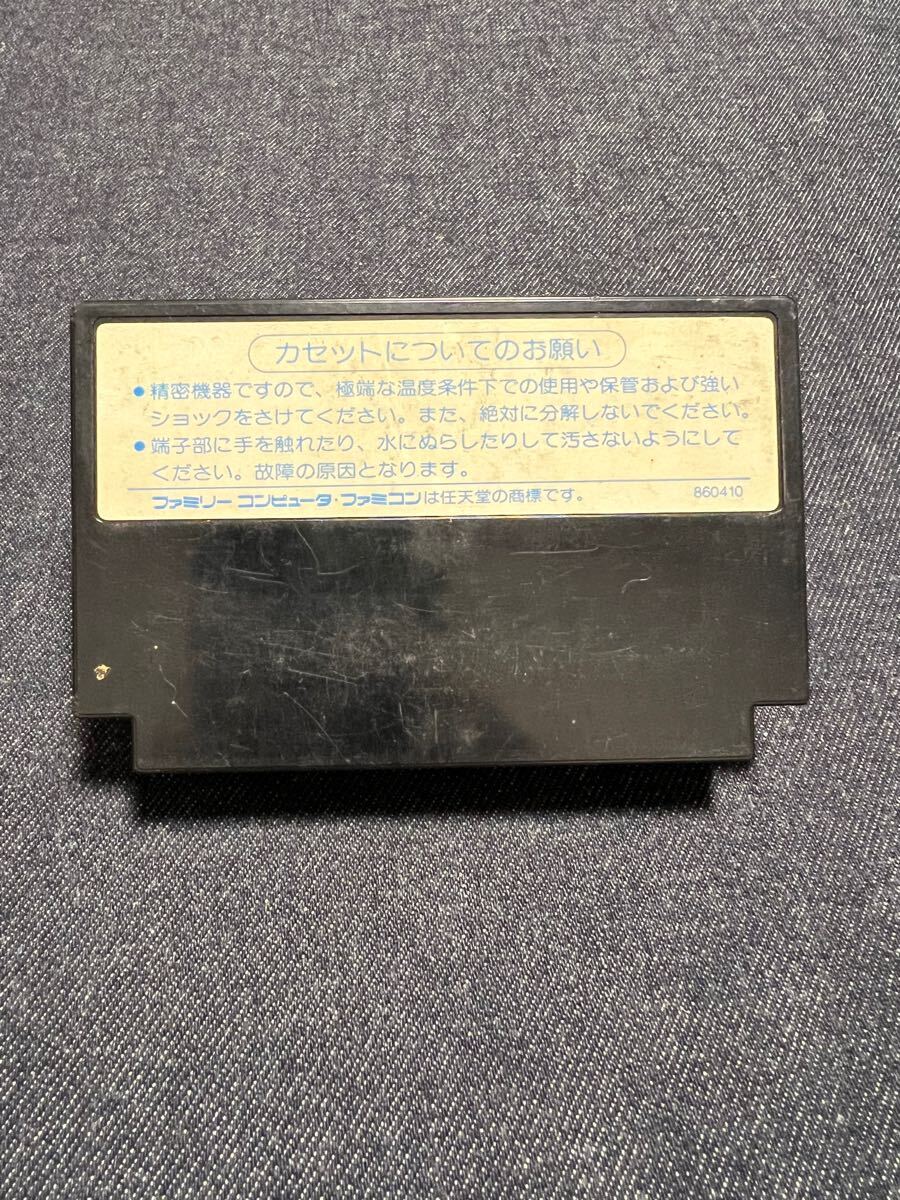 カセットについてのお願い
●精密機器ですので、極端な温度条件下での使用や保管および強い
ショックをさけてください。また、絶対に分解しないでください。
●端子部に手を触れたり、水にぬらしたりして汚さないようにして
ください。故障の原因となります。
ファミリーコンピュータ・ファミコンは任天堂の商標です。 860410